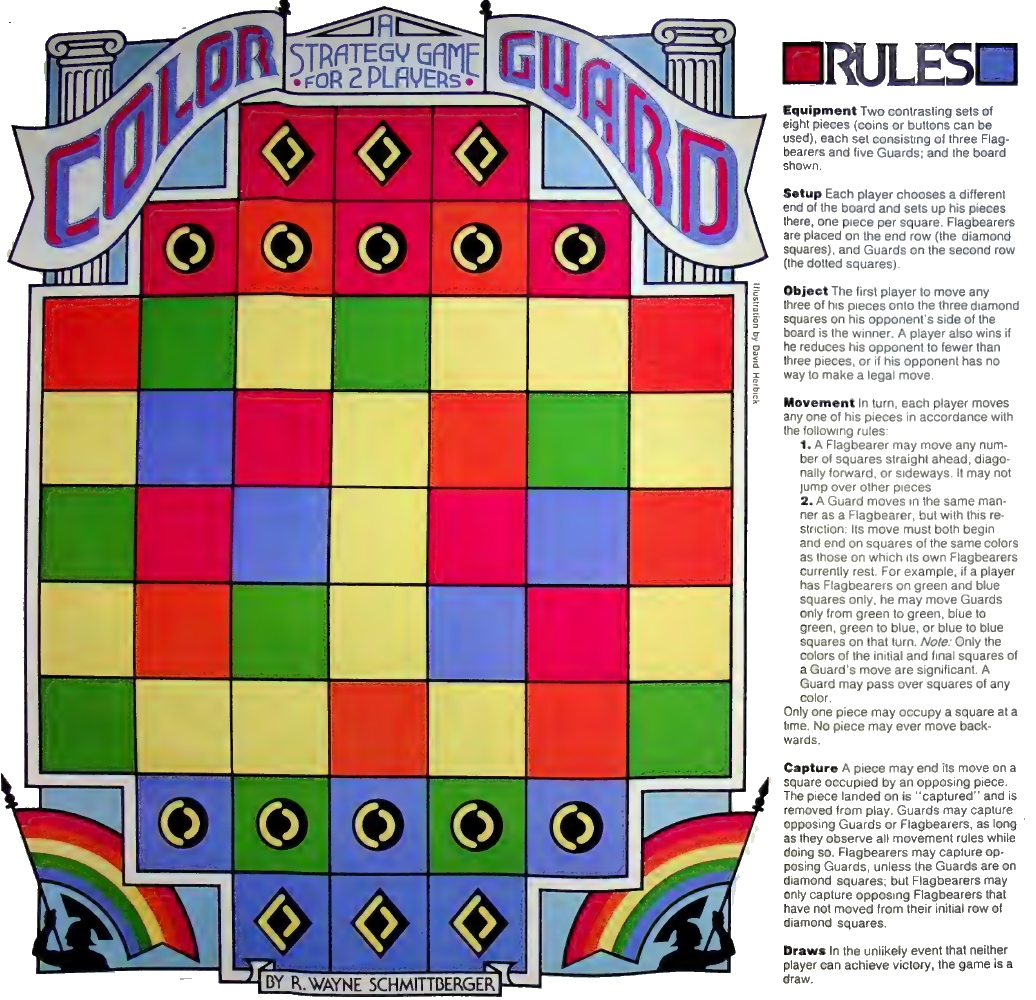 COLOR
A
STRATEGY GAME
FOR 2 PLAYERS
GUARD
RULES
Equipment Two contrasting sets of
eight pieces (coins or buttons can be
used), each set consisting of three Flag-
bearers and five Guards; and the board
shown.
Setup Each player chooses a different
end of the board and sets up his pieces
there, one piece per square. Flagbearers
are placed on the end row (the diamond
squares), and Guards on the second row
(the dotted squares).
Object The first player to move any
three of his pieces onto the three diamond
squares on his opponent's side of the
board is the winner. A player also wins if
he reduces his opponent to fewer than
three pieces, or if his opponent has no
way to make a legal move.
Movement In turn, each player moves
any one of his pieces in accordance with
the following rules:
1. A Flagbearer may move any num-
ber of squares straight ahead, diago-
nally forward, or sideways. It may not
jump over other pieces
2. A Guard moves in the same man-
ner as a Flagbearer, but with this re-
striction: Its move must both begin
and end on squares of the same colors
as those on which its own Flagbearers
currently rest. For example, if a player
has Flagbearers on green and blue
squares only, he may move Guards
only from green to green, blue to
green, green to blue, or blue to blue
squares on that turn. Note: Only the
colors of the initial and final squares of
a Guard's move are significant. A
Guard may pass over squares of any
color.
Only one piece may occupy a square at a
time. No piece may ever move back-
wards.
Capture A piece may end its move on a
square occupied by an opposing piece.
The piece landed on is "captured" and is
removed from play. Guards may capture
opposing Guards or Flagbearers, as long
as they observe all movement rules while
doing so. Flagbearers may capture op-
posing Guards, unless the Guards are on
diamond squares; but Flagbearers may
only capture opposing Flagbearers that
have not moved from their initial row of
diamond squares.
Draws In the unlikely event that neither
player can achieve victory, the game is a
draw.
Illustration by David Herbick
BY R. WAYNE SCHMITTBERGER